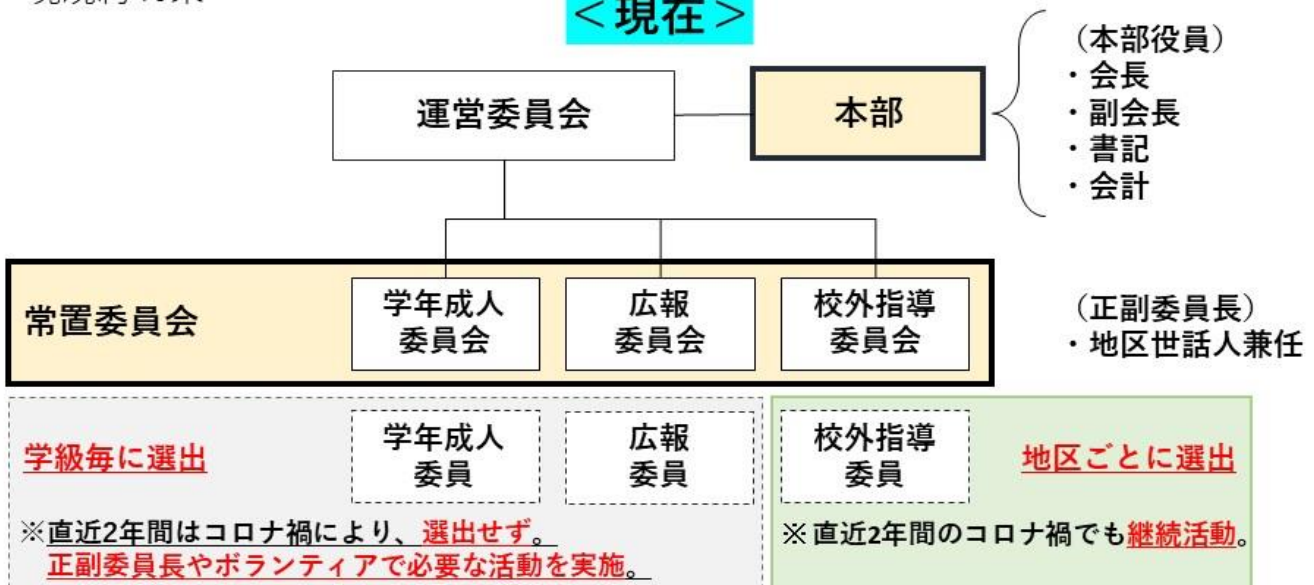 <現在>
運営委員会
本部
（本部役員）
・会長
・副会長
・書記
・会計
常置委員会
学年成人
委員会
広報
委員会
校外指導
委員会
（正副委員長）
・地区世話人兼任
学級毎に選出
学年成人
委員
広報
委員
校外指導
委員
地区ごとに選出
※直近2年間はコロナ禍により、選出せず。
正副委員長やボランティアで必要な活動を実施。
※直近2年間のコロナ禍でも継続活動。